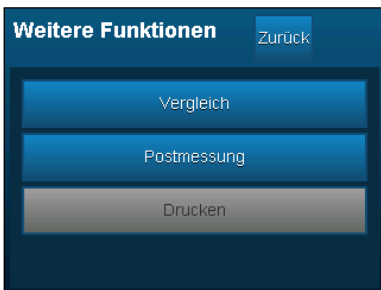 Weitere Funktionen
Zurück
Vergleich
Postmessung
Drucken